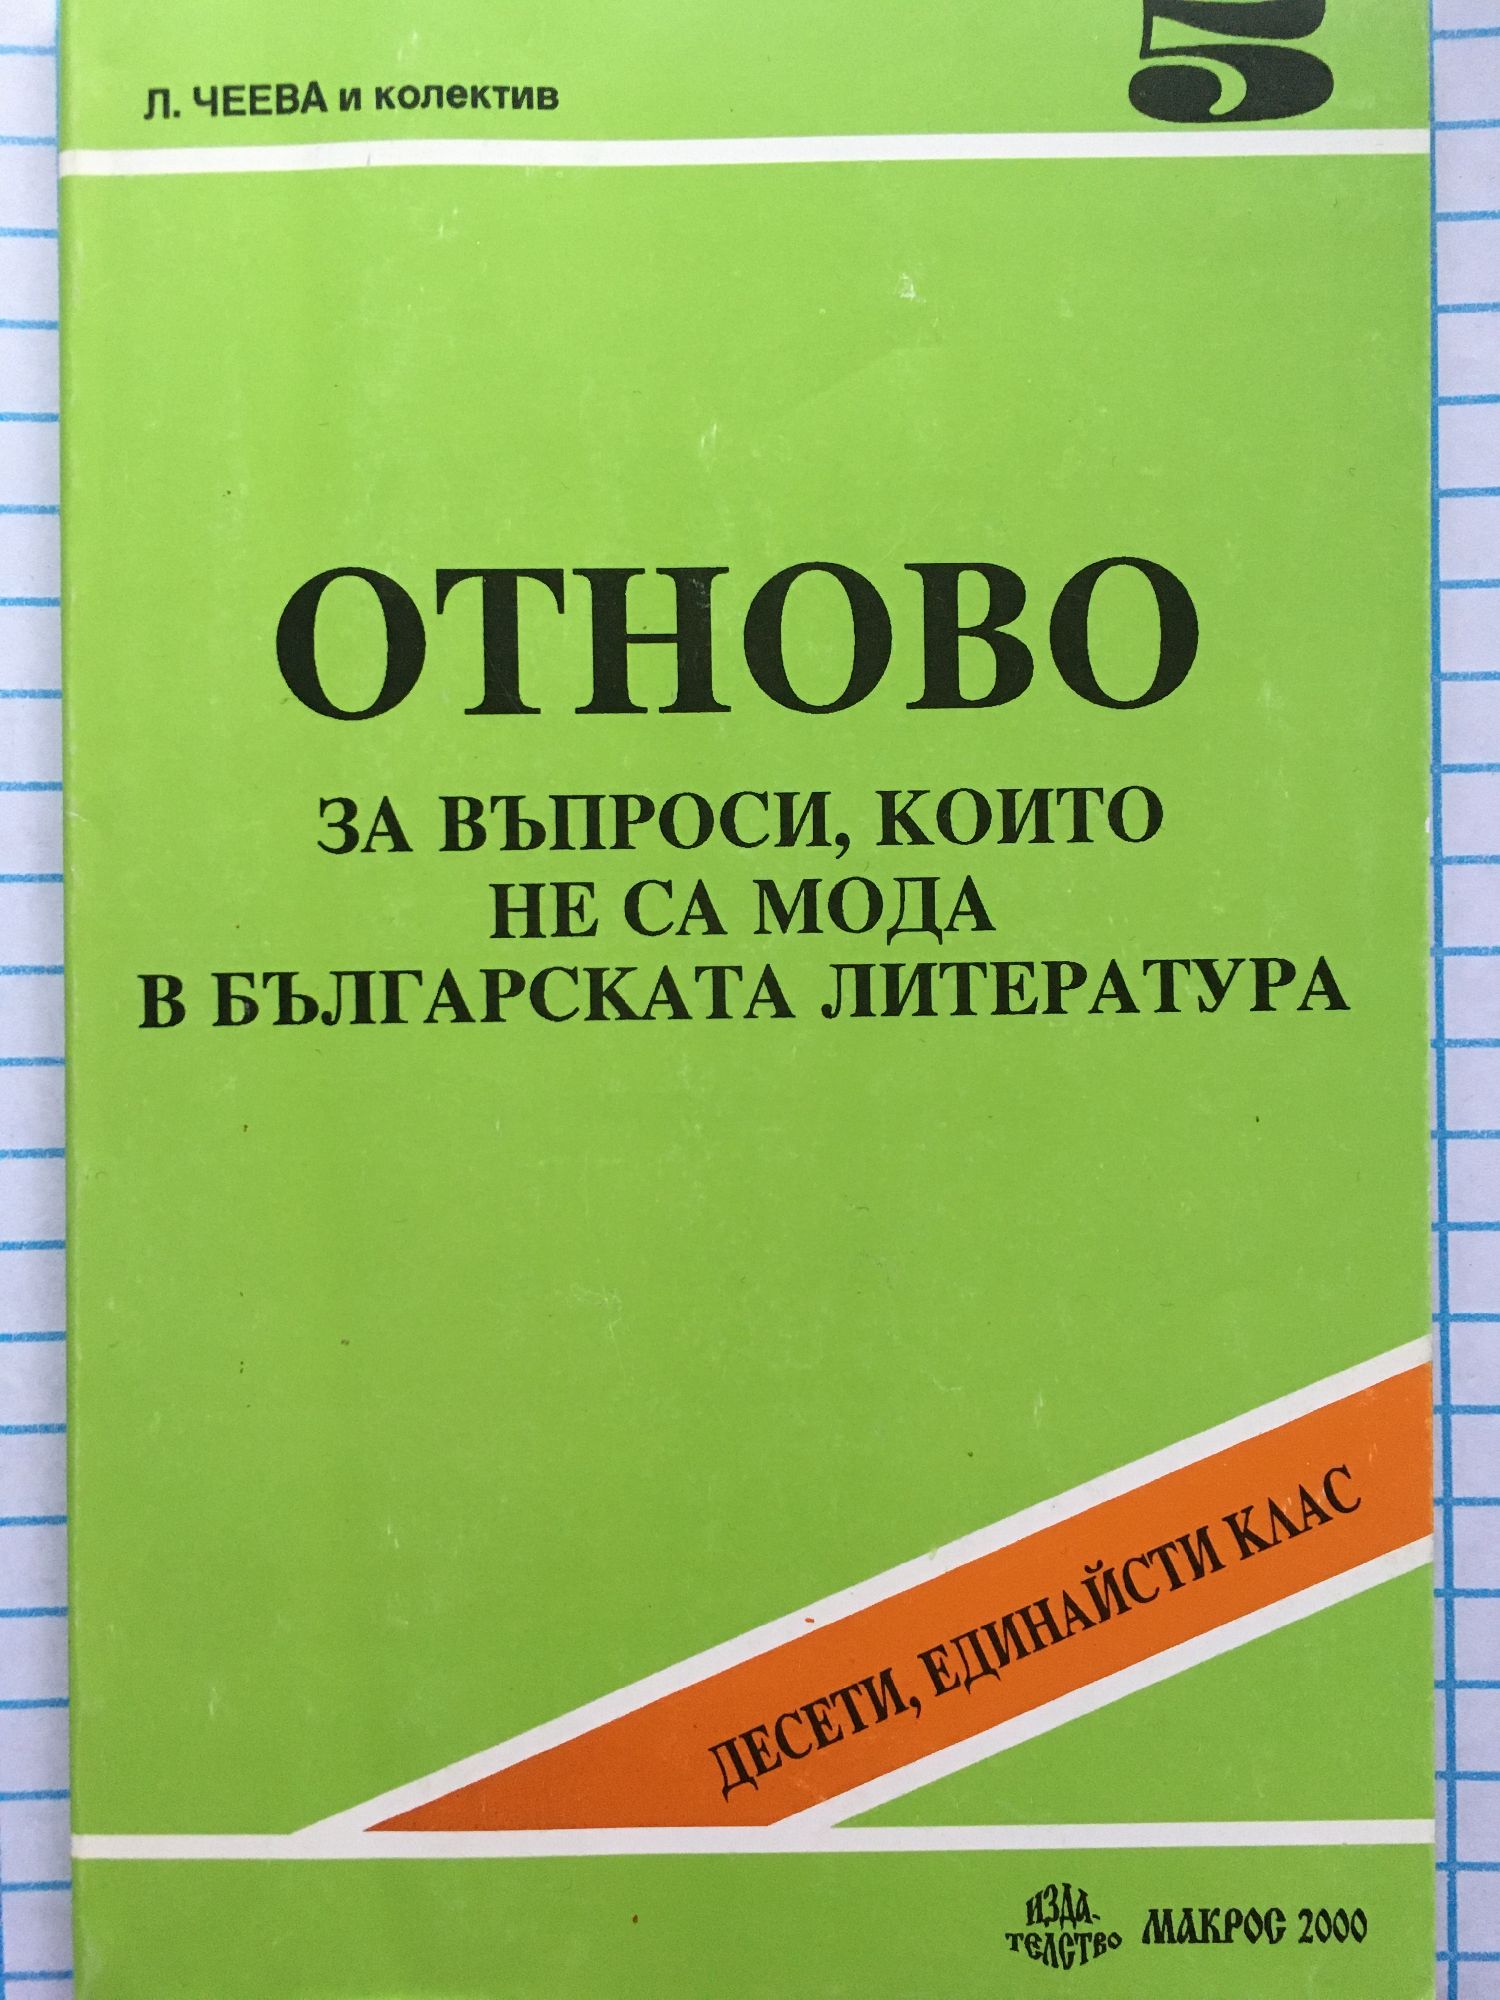 5
Л. ЧЕЕВА и колектив
ОТНОВО
ЗА ВЪПРОСИ, КОИТО
НЕ СА МОДА
В БЪЛГАРСКАТА ЛИТЕРАТУРА
ДЕСЕТИ, ЕДИНАЙСТИ КЛАС
ИЗДА-
ТЕЛСТВО
МАКРОС 2000